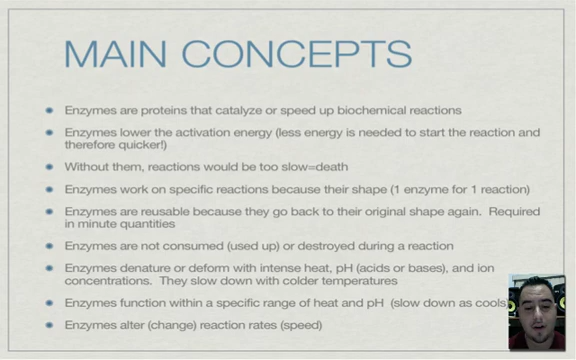 MAIN CONCEPTS
Enzymes are proteins that catalyze or speed up biochemical reactions
Enzymes lower the activation energy (less energy is needed to start the reaction and
therefore quicker!)
Without them, reactions would be too slow=death
Enzymes work on specific reactions because their shape (1 enzyme for 1 reaction)
Enzymes are reusable because they go back to their original shape again. Required
in minute quantities
Enzymes are not consumed (used up) or destroyed during a reaction
Enzymes denature or deform with intense heat, pH (acids or bases), and ion
concentrations. They slow down with colder temperatures
Enzymes function within a specific range of heat and pH (slow down as cools)
Enzymes alter (change) reaction rates (speed)